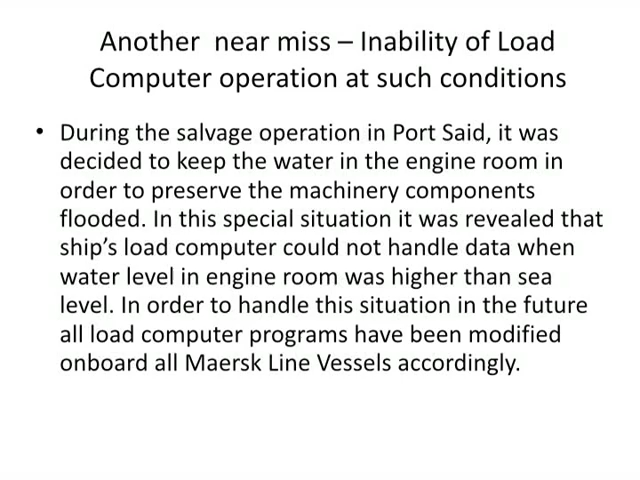 Another  near miss – Inability of Load
Computer operation at such conditions
• During the salvage operation in Port Said, it was
decided to keep the water in the engine room in
order to preserve the machinery components
flooded. In this special situation it was revealed that
ship’s load computer could not handle data when
water level in engine room was higher than sea
level. In order to handle this situation in the future
all load computer programs have been modified
onboard all Maersk Line Vessels accordingly.